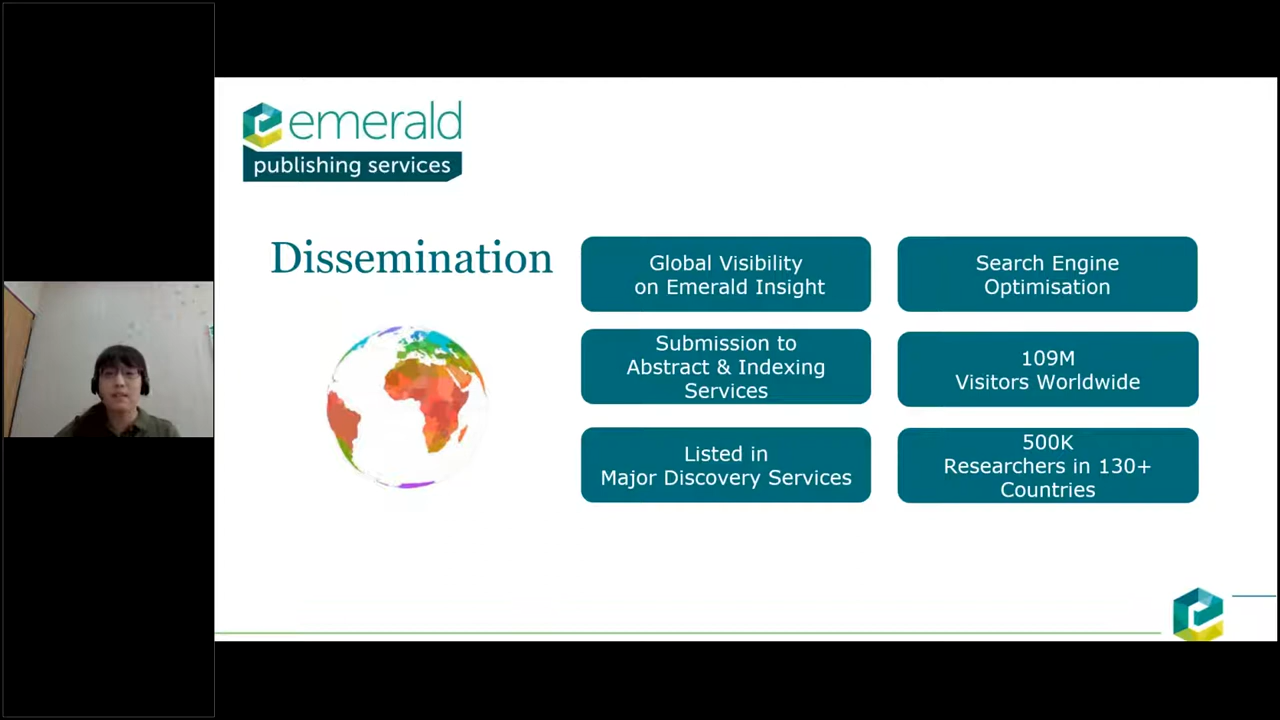 emerald
publishing services
Dissemination
Global Visibility
on Emerald Insight
Search Engine
Optimisation
Submission to
Abstract & Indexing
Services
109M
Visitors Worldwide
Listed in
Major Discovery Services
500K
Researchers in 130+
Countries